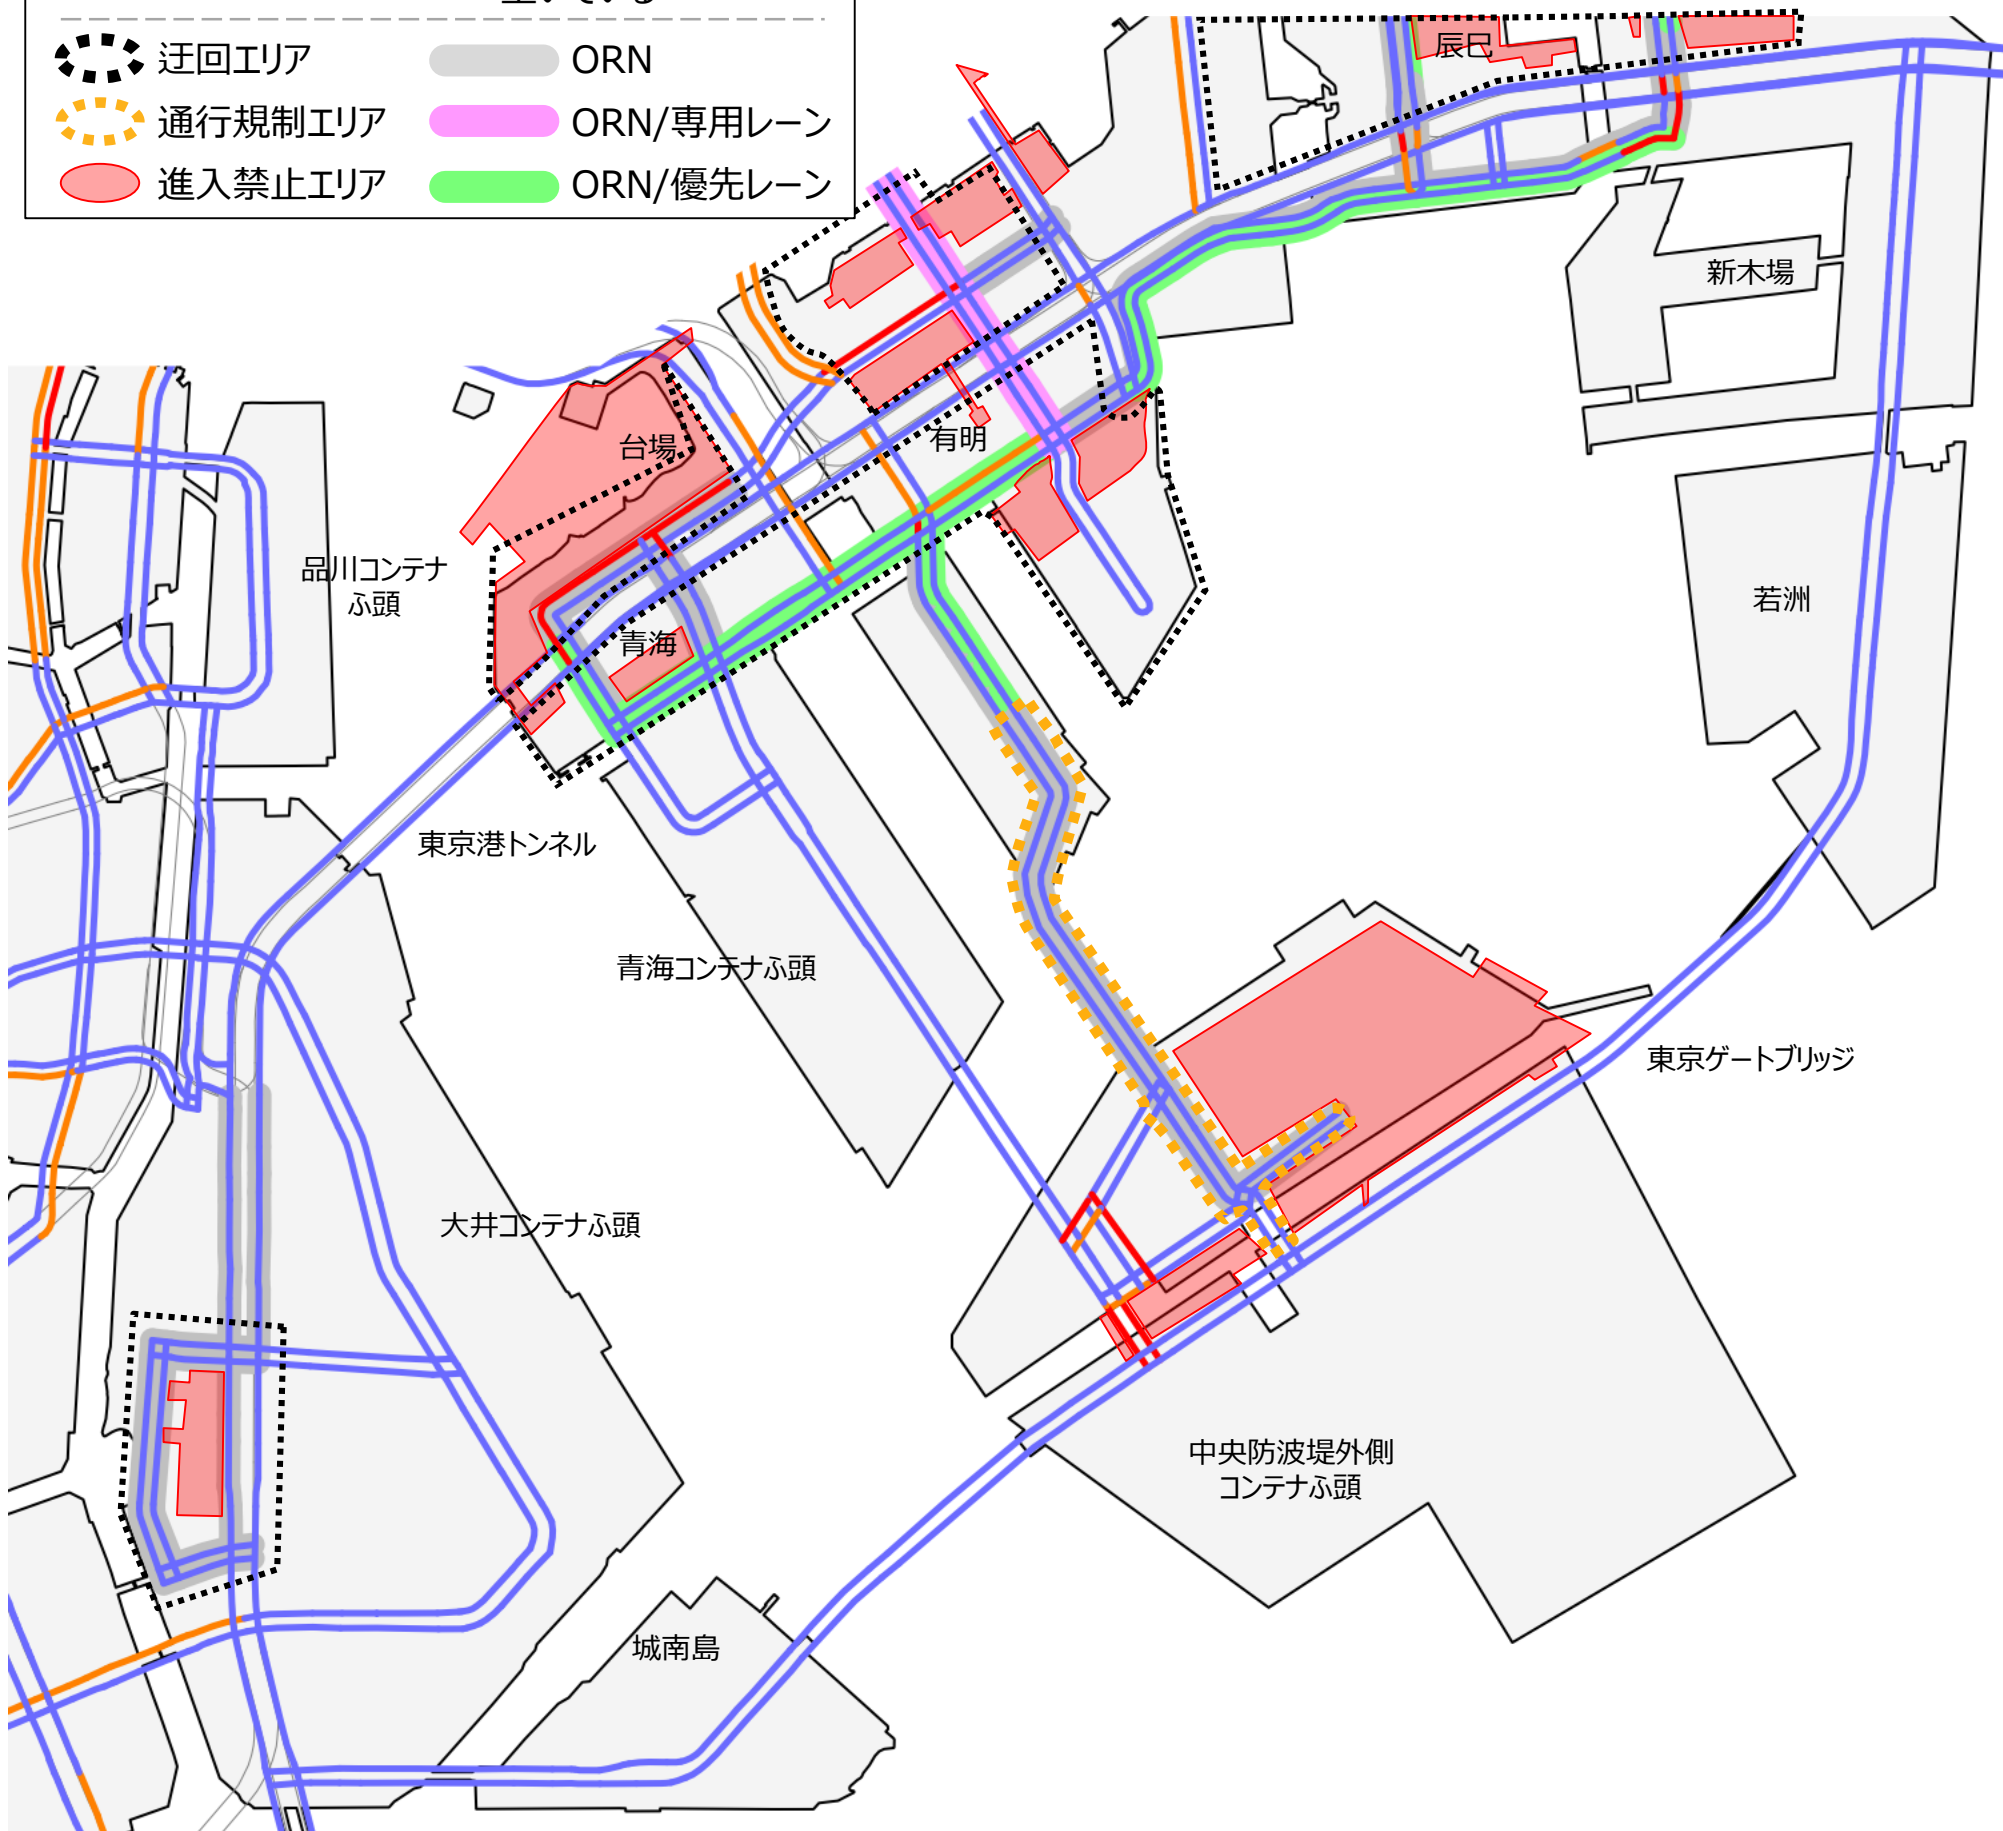 空いている
迂回エリア
ORN
通行規制エリア
ORN/専用レーン
進入禁止エリア
ORN/優先レーン
辰巳
新木場
台場
有明
品川コンテナ
ふ頭
青海
若洲
東京港トンネル
青海コンテナふ頭
東京ゲートブリッジ
大井コンテナふ頭
中央防波堤外側
コンテナふ頭
城南島